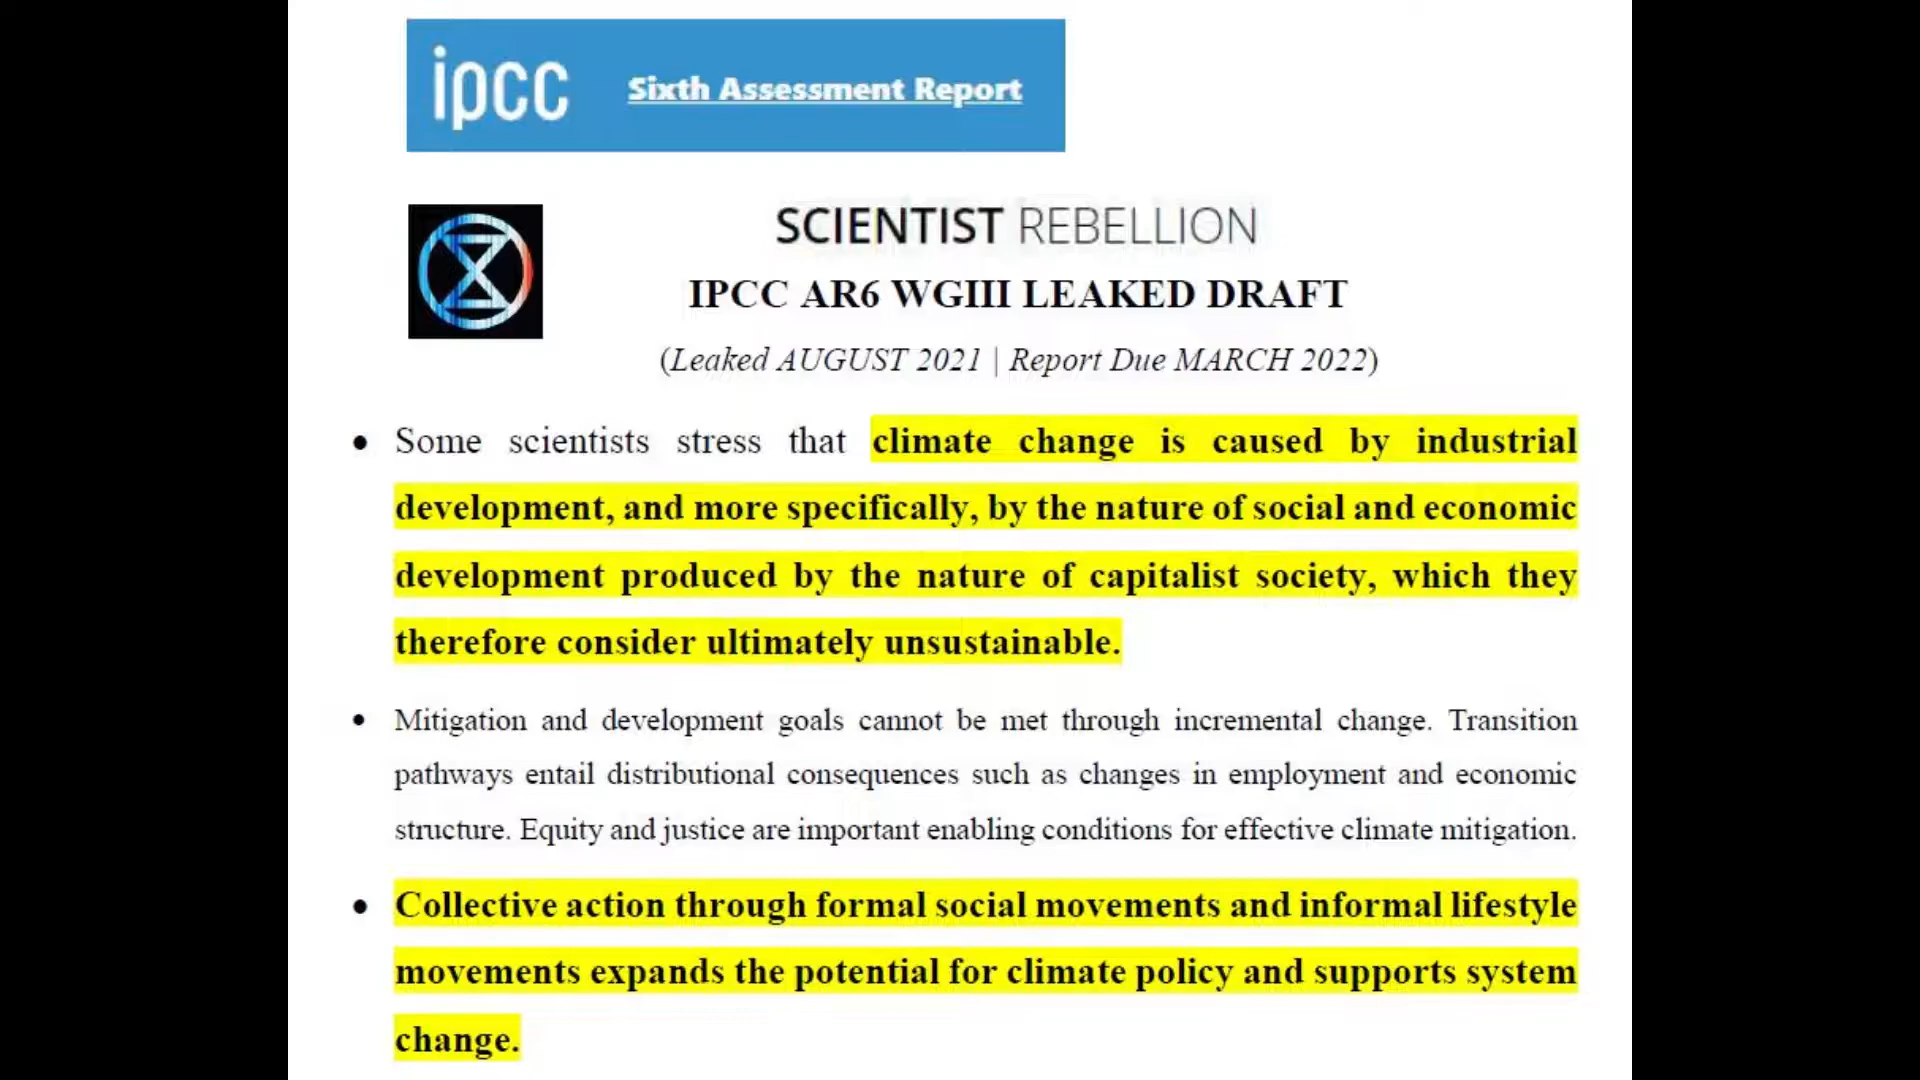 ipcc Sixth Assessment Report
SCIENTIST REBELLION
IPCC AR6 WGIII LEAKED DRAFT
(Leaked AUGUST 2021 | Report Due MARCH 2022)
• Some scientists stress that climate change is caused by industrial
development, and more specifically, by the nature of social and economic
development produced by the nature of capitalist society, which they
therefore consider ultimately unsustainable.
• Mitigation and development goals cannot be met through incremental change. Transition
pathways entail distributional consequences such as changes in employment and economic
structure. Equity and justice are important enabling conditions for effective climate mitigation.
• Collective action through formal social movements and informal lifestyle
movements expands the potential for climate policy and supports system
change.